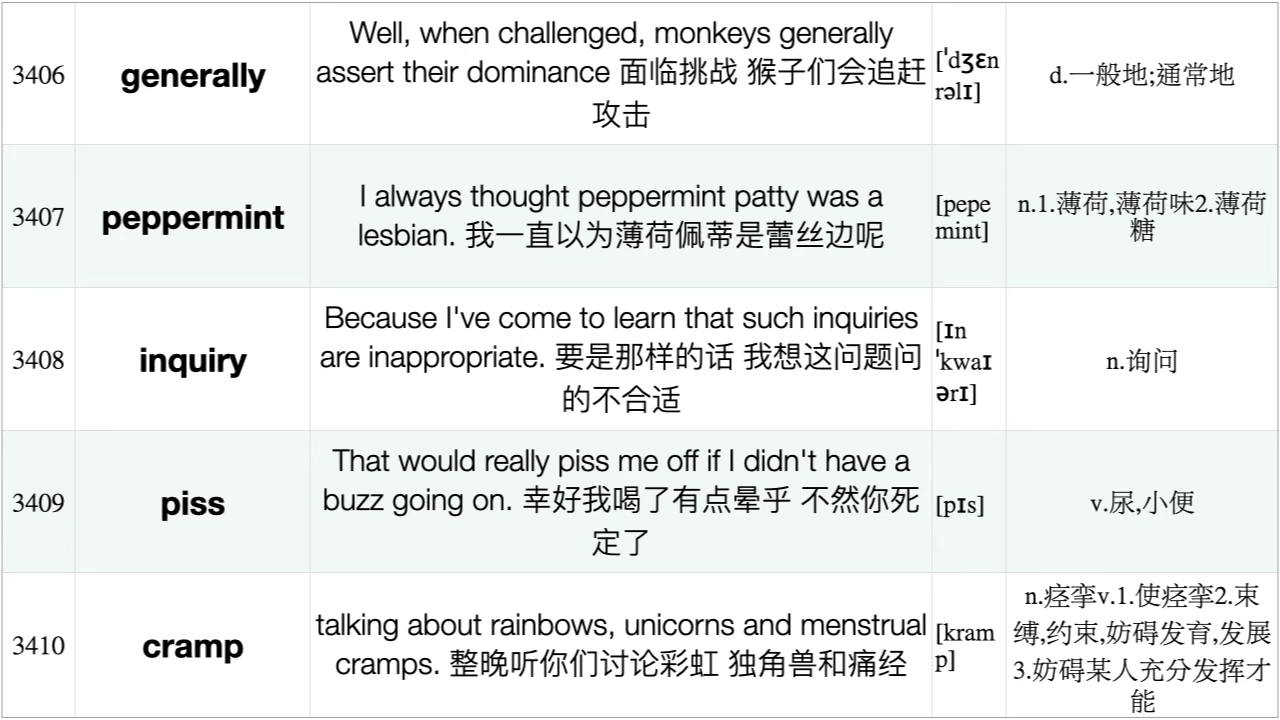 3406
generally
Well, when challenged, monkeys generally
assert their dominance 面临挑战 猴子们会追赶
攻击
[ˈdʒɛn
rəlɪ]
d.一般地;通常地
3407
peppermint
I always thought peppermint patty was a
lesbian. 我一直以为薄荷佩蒂是蕾丝边呢
[pepe
mint]
n.1.薄荷,薄荷味2.薄荷
糖
3408
inquiry
Because I've come to learn that such inquiries
are inappropriate. 要是那样的话 我想这问题问
的不合适
[ɪn
ˈkwaɪ
ərɪ]
n.询问
3409
piss
That would really piss me off if I didn't have a
buzz going on. 幸好我喝了有点晕乎 不然你死
定了
[pɪs]
v.尿,小便
3410
cramp
talking about rainbows, unicorns and menstrual
cramps. 整晚听你们讨论彩虹 独角兽和痛经
[kram
p]
n.痉挛v.1.使痉挛2.束
缚,约束,妨碍发育,发展
3.妨碍某人充分发挥才
能